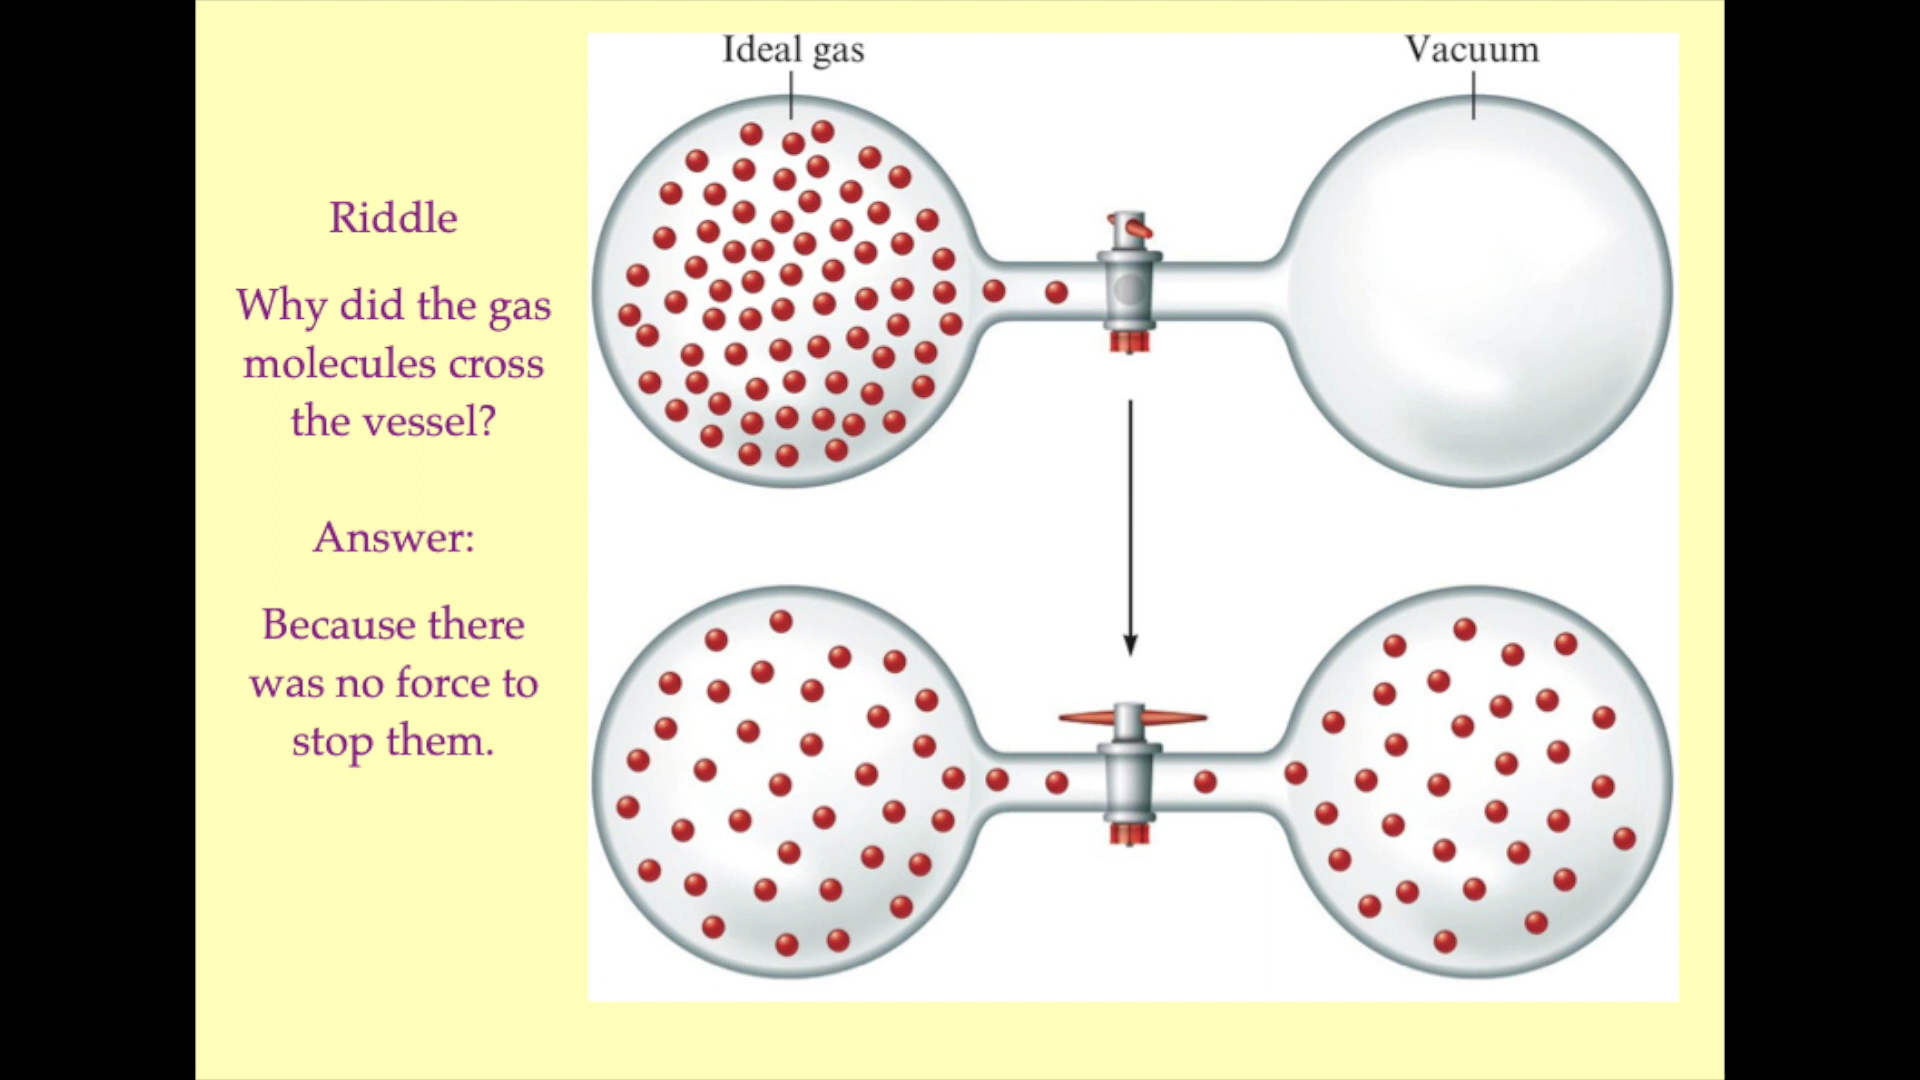 Ideal gas
Vacuum
Riddle
Why did the gas
molecules cross
the vessel?
Answer:
Because there
was no force to
stop them.